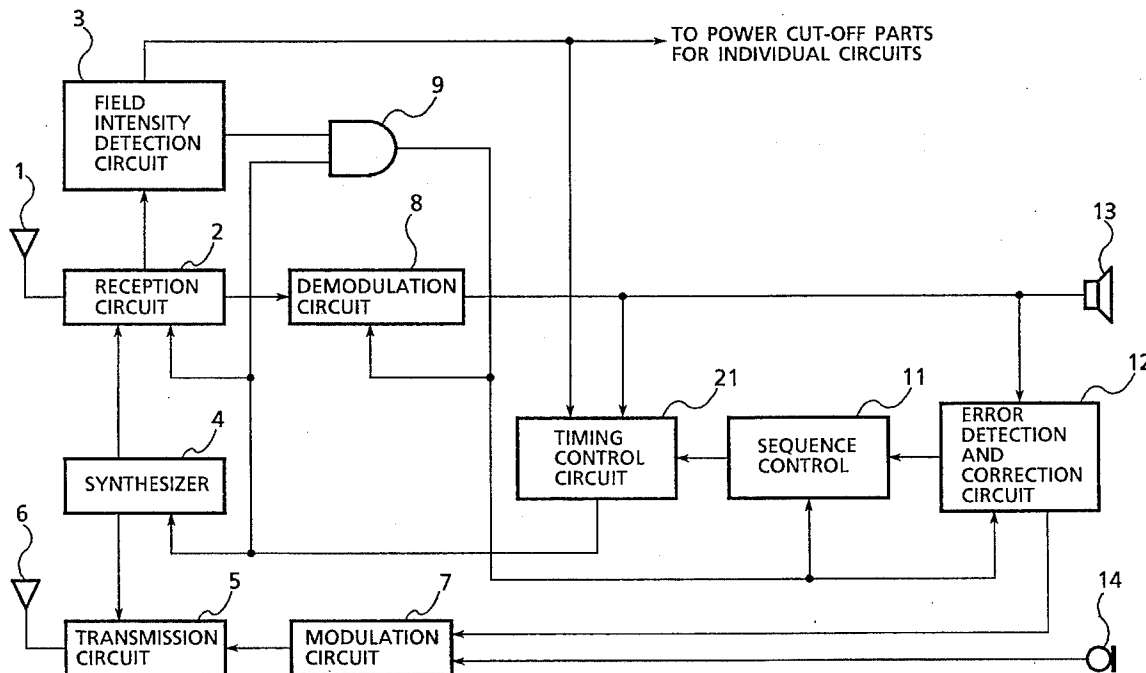 3
TO POWER CUT-OFF PARTS
FOR INDIVIDUAL CIRCUITS
FIELD
INTENSITY
DETECTION
CIRCUIT
9
1
2
RECEPTION
CIRCUIT
8
DEMODULATION
CIRCUIT
13
4
SYNTHESIZER
21
TIMING
CONTROL
CIRCUIT
11
SEQUENCE
CONTROL
12
ERROR
DETECTION
AND
CORRECTION
CIRCUIT
6
5
TRANSMISSION
CIRCUIT
7
MODULATION
CIRCUIT
14